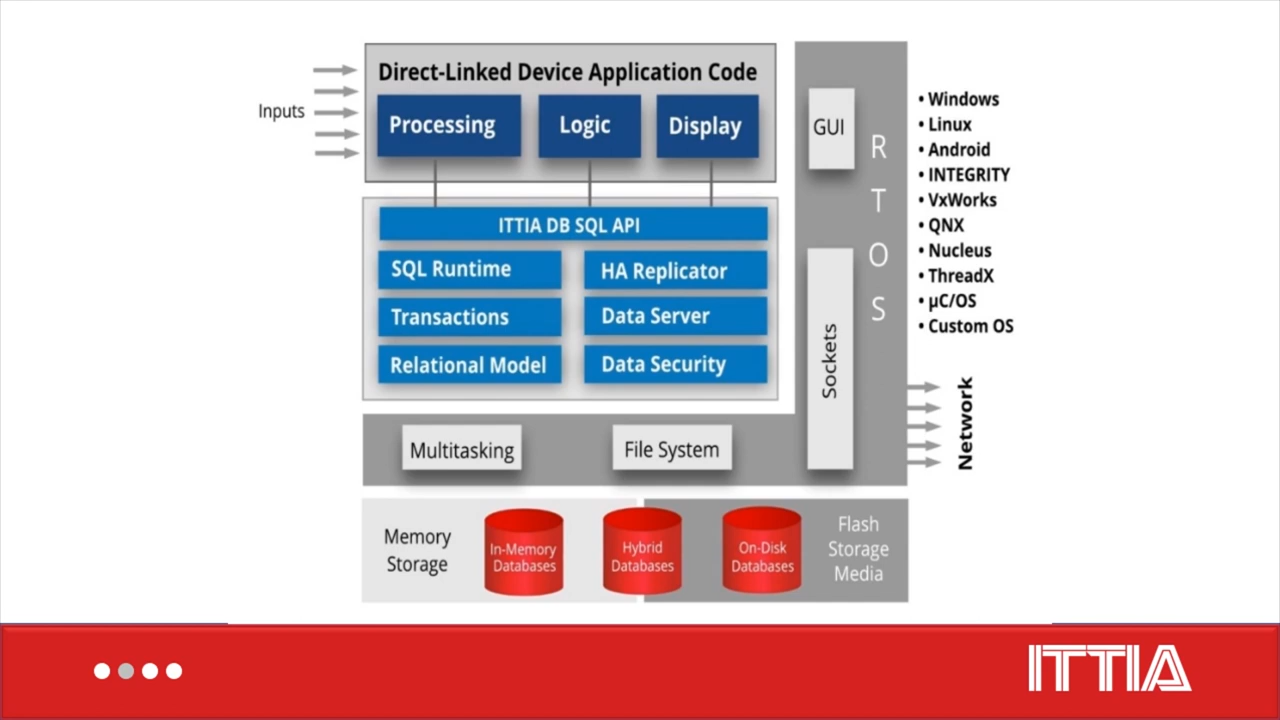 Direct-Linked Device Application Code
Inputs
Processing
Logic
Display
ITTIA DB SQL API
SQL Runtime
HA Replicator
Transactions
Data Server
Relational Model
Data Security
Multitasking
File System
GUI
RTOS
Sockets
• Windows
• Linux
• Android
• INTEGRITY
• VxWorks
• QNX
• Nucleus
• ThreadX
• µC/OS
• Custom OS
Network
Memory
Storage
In-Memory
Databases
Hybrid
Databases
On-Disk
Databases
Flash
Storage
Media
ITTIA